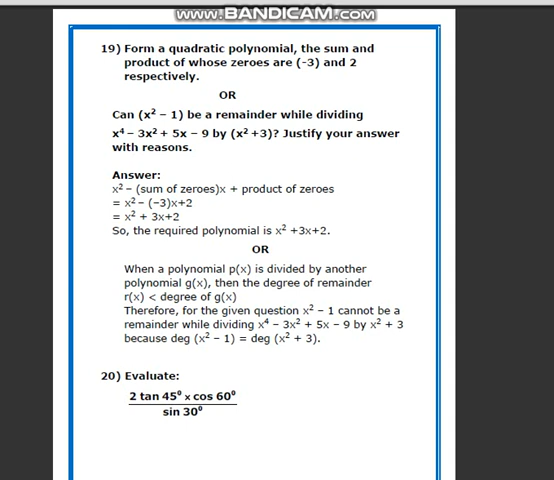 www.BANDICAM.com
19) Form a quadratic polynomial, the sum and
product of whose zeroes are (-3) and 2
respectively.
OR
Can (x² – 1) be a remainder while dividing
x⁴ – 3x² + 5x – 9 by (x² +3)? Justify your answer
with reasons.
Answer:
x² – (sum of zeroes)x + product of zeroes
= x² – (−3)x+2
= x² + 3x+2
So, the required polynomial is x² +3x+2.
OR
When a polynomial p(x) is divided by another
polynomial g(x), then the degree of remainder
r(x) < degree of g(x)
Therefore, for the given question x² – 1 cannot be a
remainder while dividing x⁴ – 3x² + 5x – 9 by x² + 3
because deg (x² – 1) = deg (x² + 3).
20) Evaluate:
2 tan 45⁰ x cos 60⁰
sin 30⁰